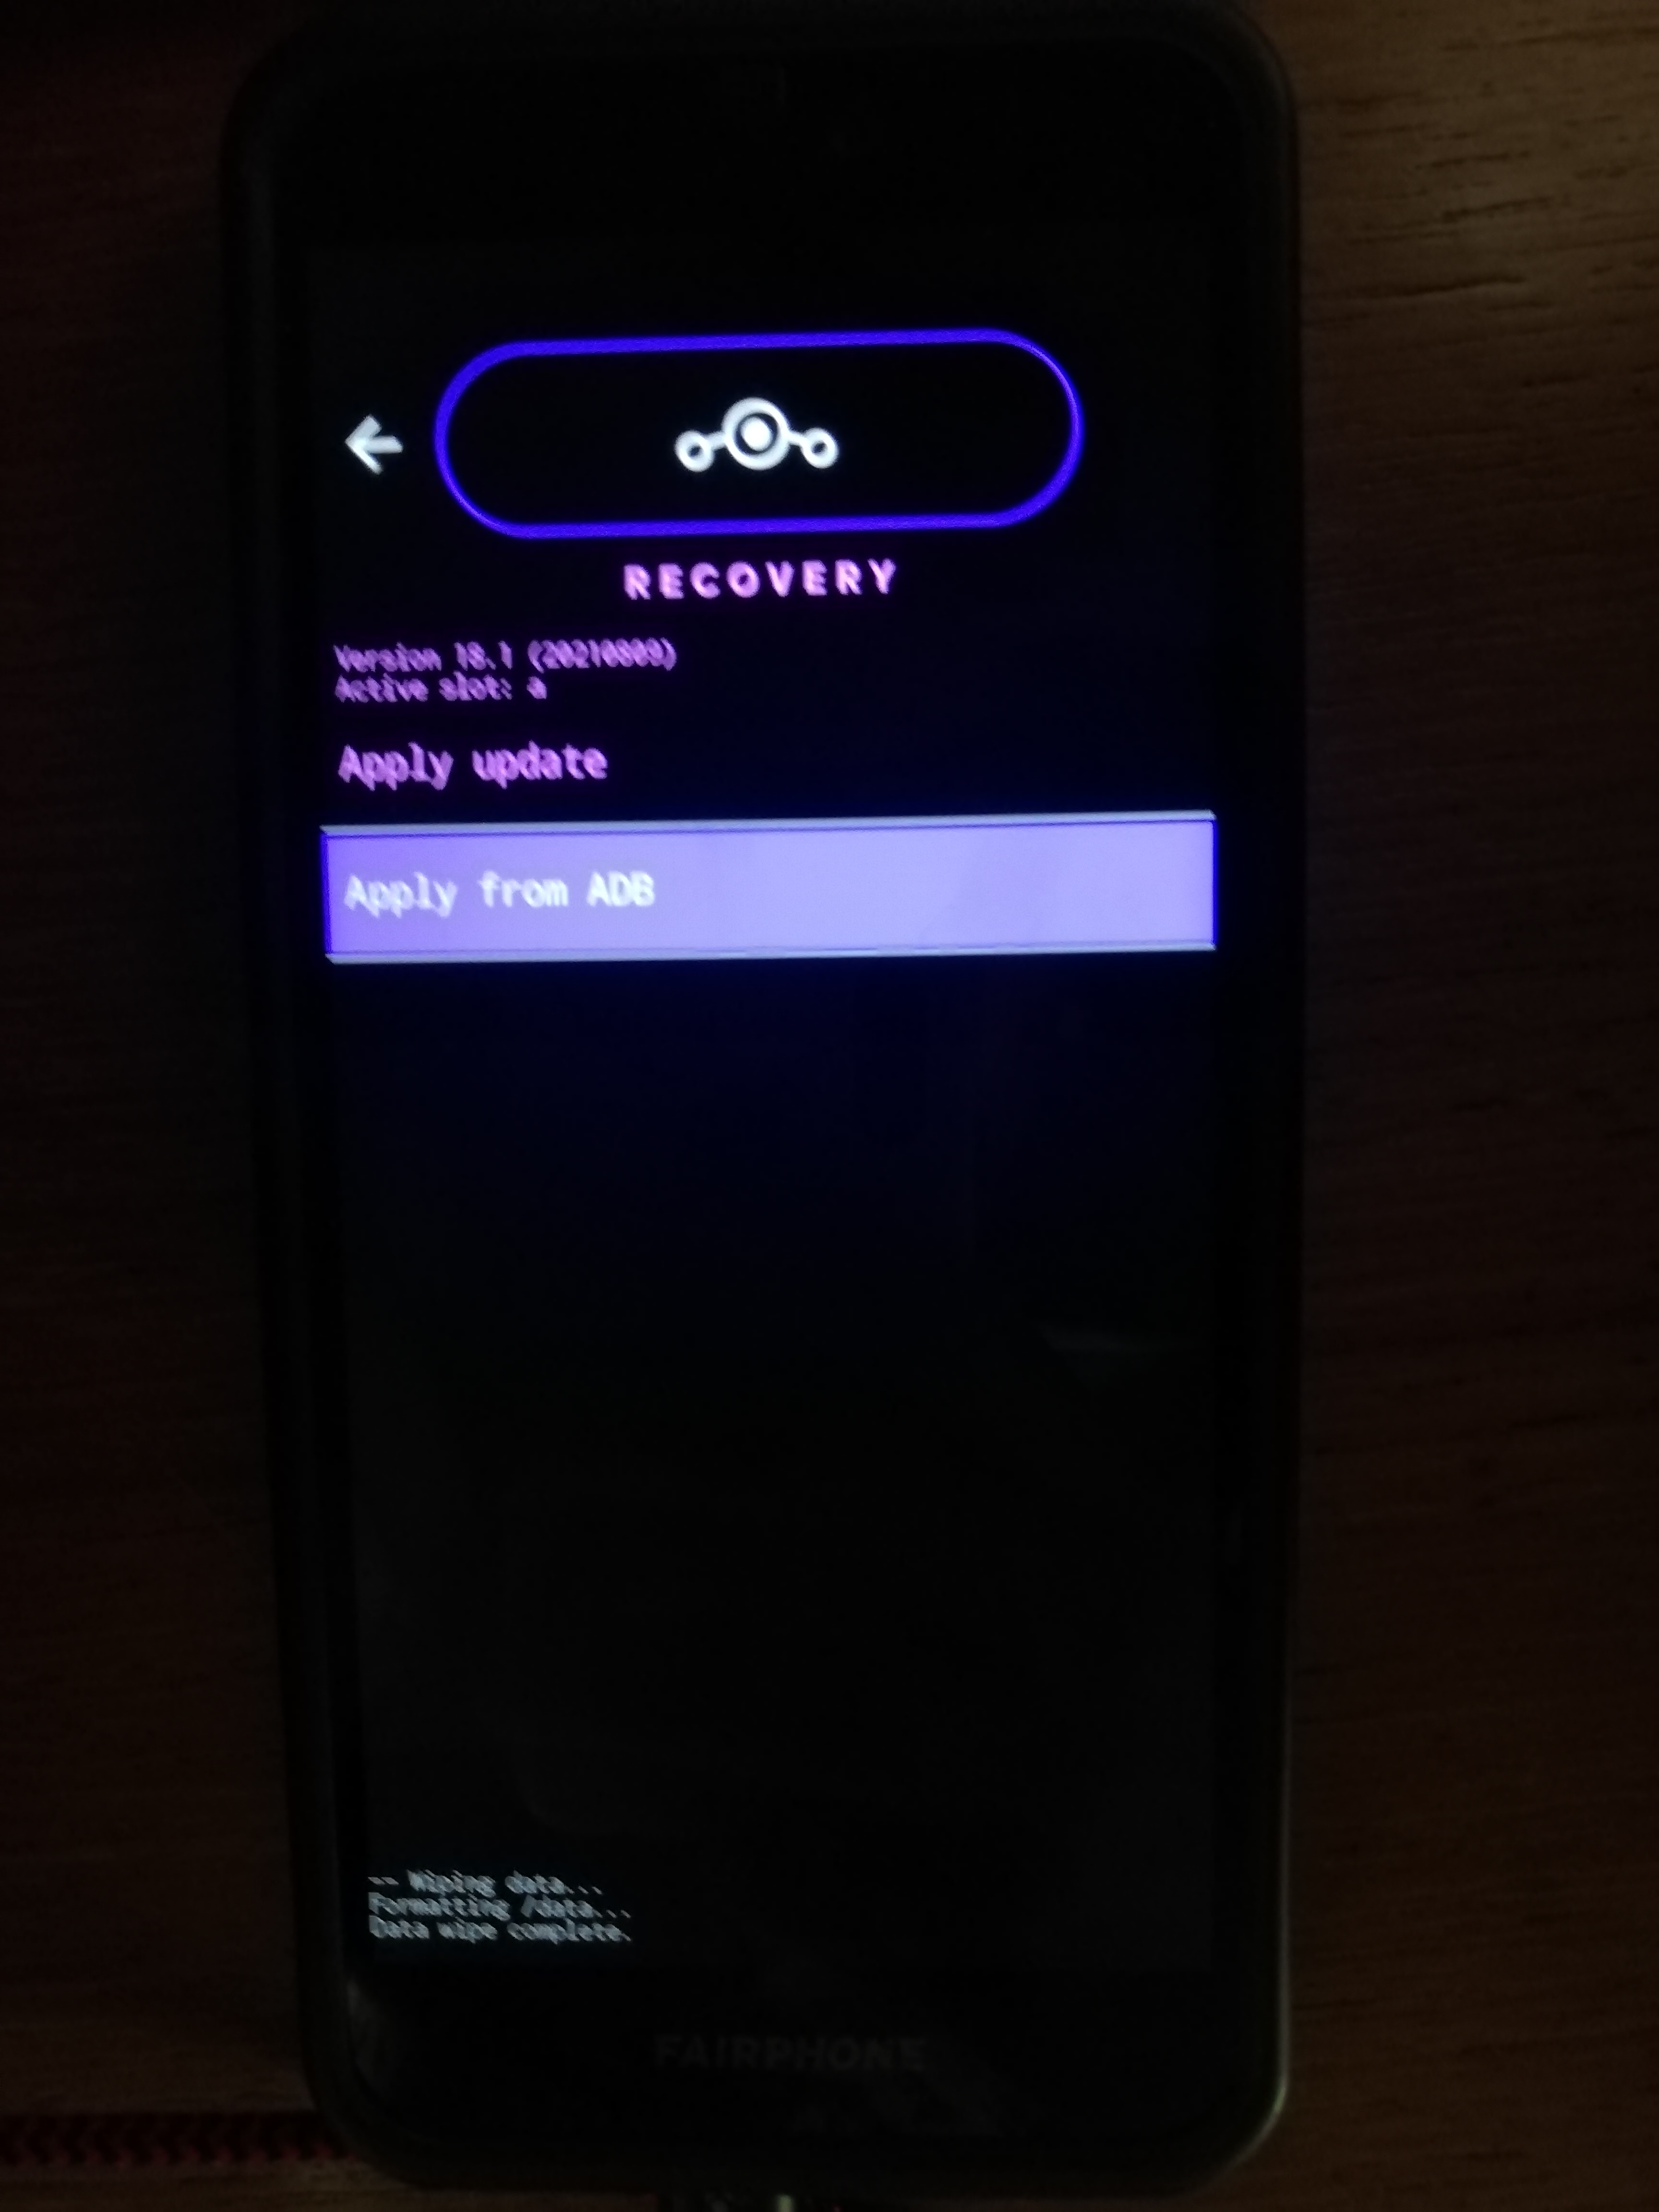 RECOVERY
Version 18.1 (20210809)
Active slot: a
Apply update
Apply from ADB
-- Wiping data...
Formatting /data...
Data wipe complete.
FAIRPHONE